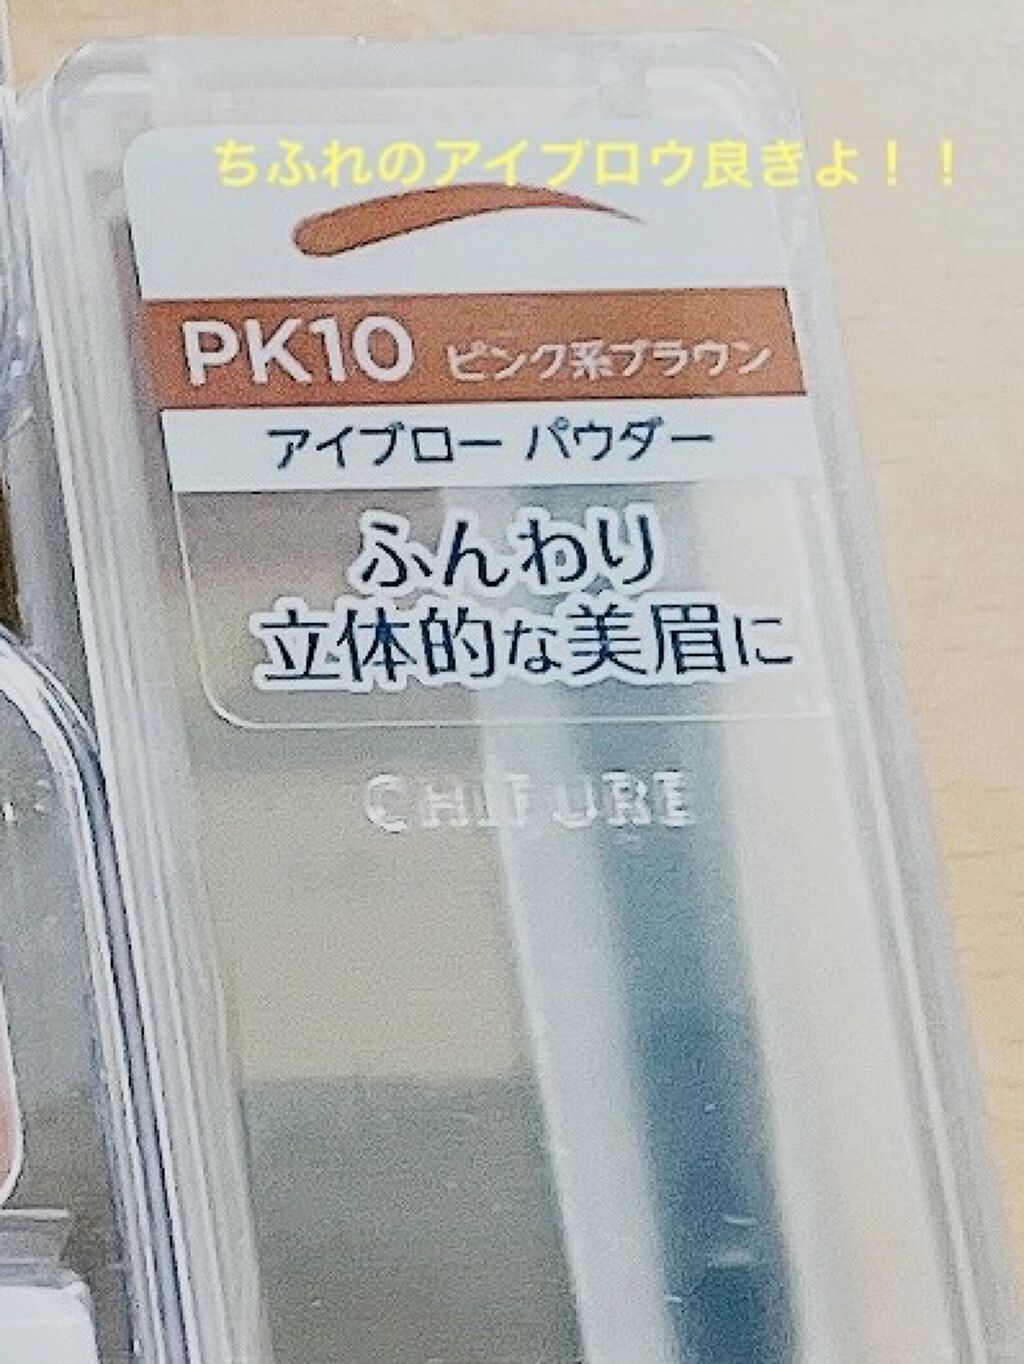 ちふれのアイブロウ良きよ！！
PK10 ピンク系ブラウン
アイブロー パウダー
ふんわり
立体的な美眉に
CHIFURE